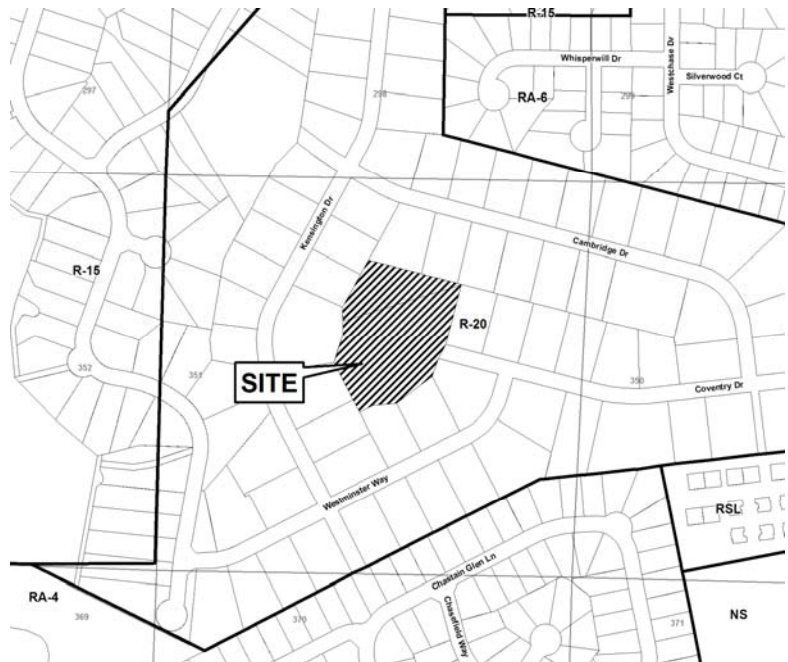 R-15
Whisperwill Dr
Silverwood Ct
Westchase Dr
297
298
RA-6
299
Kensington Dr
Cambridge Dr
R-15
R-20
352
351
SITE
350
Coventry Dr
Westminster Way
RSL
Chastain Glen Ln
RA-4
369
370
Chasefield Way
371
NS